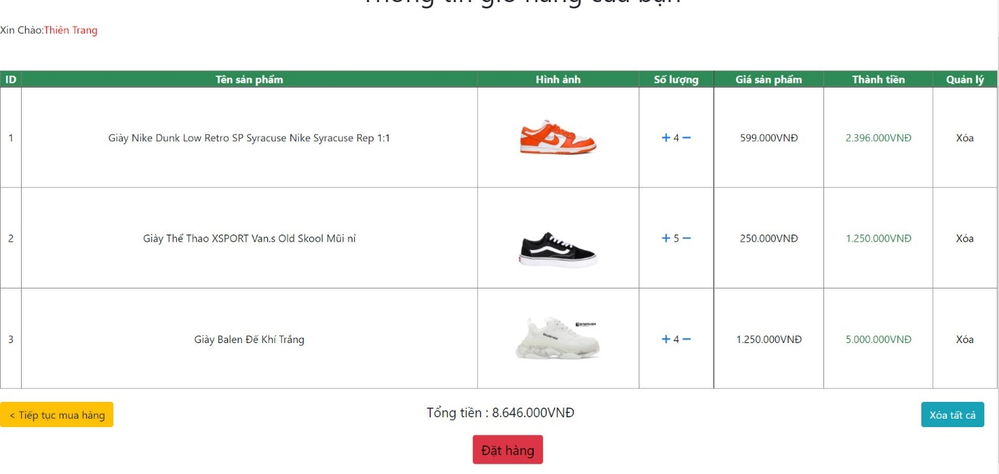 Thông tin giỏ hàng của bạn
Xin Chào:Thiên Trang
ID Tên sản phẩm Hình ảnh Số lượng Giá sản phẩm Thành tiền Quản lý
1 Giày Nike Dunk Low Retro SP Syracuse Nike Syracuse Rep 1:1 + 4 − 599.000VNĐ 2.396.000VNĐ Xóa
2 Giày Thể Thao XSPORT Van.s Old Skool Mũi nỉ + 5 − 250.000VNĐ 1.250.000VNĐ Xóa
3 Giày Balen Đế Khí Trắng + 4 − 1.250.000VNĐ 5.000.000VNĐ Xóa
< Tiếp tục mua hàng Tổng tiền : 8.646.000VNĐ Xóa tất cả
Đặt hàng